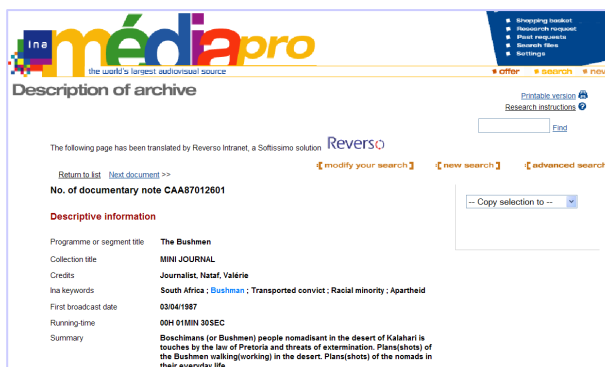 Ina
médiapro
the world's largest audiovisual source
Shopping basket
Research request
Past requests
Search files
Settings
offer search new
Description of archive
Printable version
Research instructions
Find
The following page has been translated by Reverso Intranet, a Softissimo solution Reverso
[ modify your search ] [ new search ] [ advanced search
Return to list Next document >>
No. of documentary note CAA87012601
-- Copy selection to --
Descriptive information
Programme or segment title The Bushmen
Collection title MINI JOURNAL
Credits Journalist, Nataf, Valérie
Ina keywords South Africa ; Bushman ; Transported convict ; Racial minority ; Apartheid
First broadcast date 03/04/1987
Running-time 00H 01MIN 30SEC
Summary Boschimans (or Bushmen) people nomadisant in the desert of Kalahari is
touches by the law of Pretoria and threats of extermination. Plans(shots) of
the Bushmen walking(working) in the desert. Plans(shots) of the nomads in
their everyday life